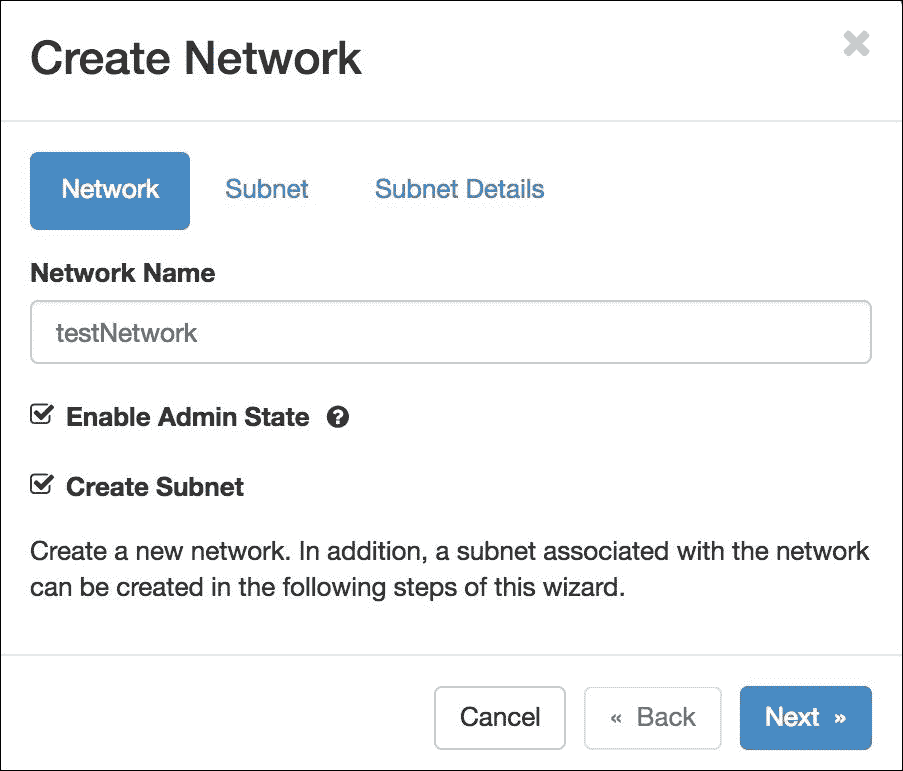 Create Network
Network Subnet Subnet Details
Network Name
testNetwork
Enable Admin State
Create Subnet
Create a new network. In addition, a subnet associated with the network
can be created in the following steps of this wizard.
Cancel « Back Next »